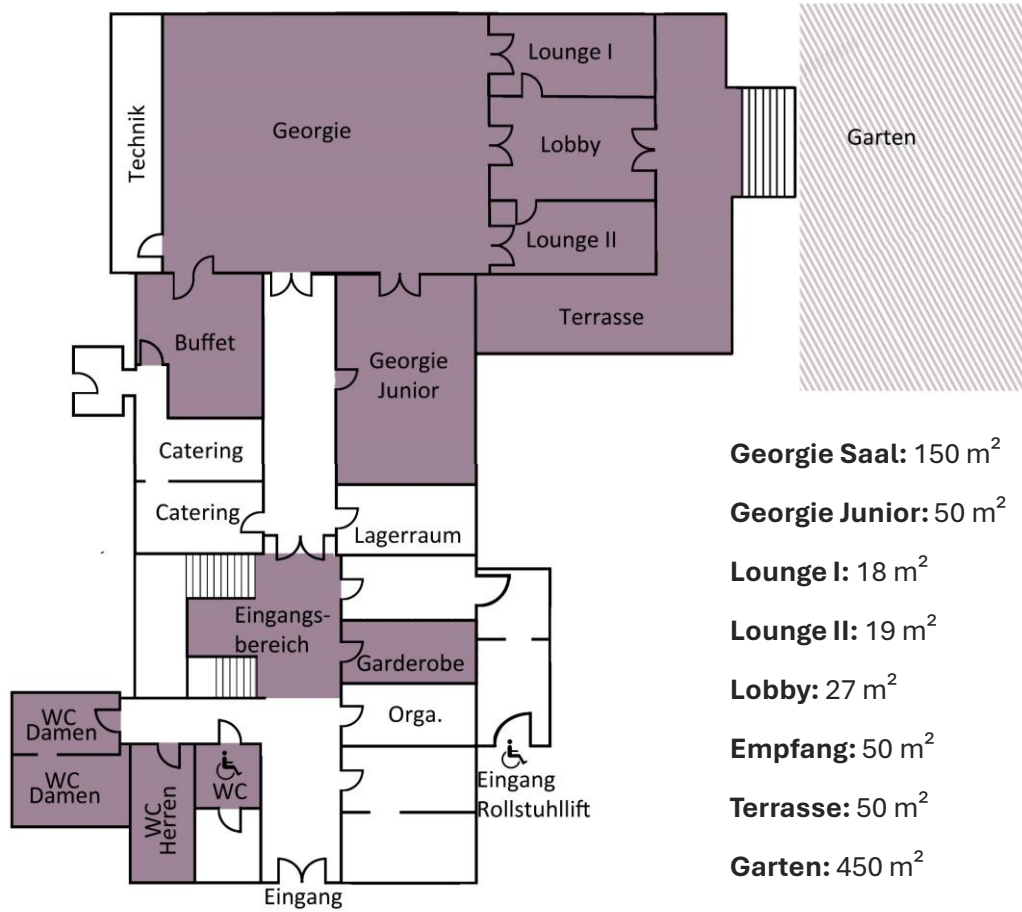 Technik
Georgie
Lounge I
Lobby
Lounge II
Garten
Terrasse
Buffet
Georgie
Junior
Catering
Catering
Lagerraum
Eingangs-
bereich
Garderobe
Orga.
WC
Damen
WC
Damen
WC
Herren
WC
Eingang
Rollstuhllift
Eingang
Georgie Saal: 150 m²
Georgie Junior: 50 m²
Lounge I: 18 m²
Lounge II: 19 m²
Lobby: 27 m²
Empfang: 50 m²
Terrasse: 50 m²
Garten: 450 m²